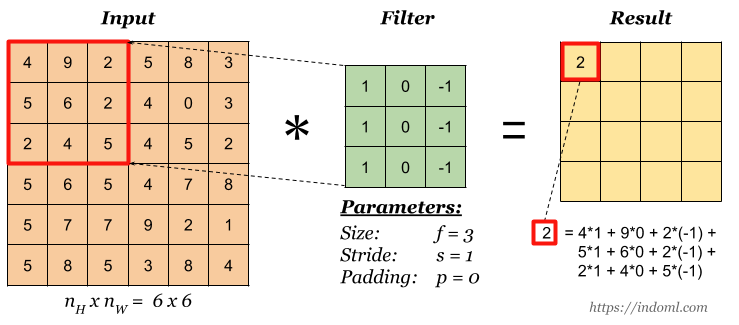 Input
Filter
Result
4 9 2 5 8 3
5 6 2 4 0 3
2 4 5 4 5 2
5 6 5 4 7 8
5 7 7 9 2 1
5 8 5 3 8 4
n_H x n_W = 6 x 6
*
1 0 -1
1 0 -1
1 0 -1
Parameters:
Size: f = 3
Stride: s = 1
Padding: p = 0
=
2
2 = 4*1 + 9*0 + 2*(-1) +
5*1 + 6*0 + 2*(-1) +
2*1 + 4*0 + 5*(-1)
https://indoml.com